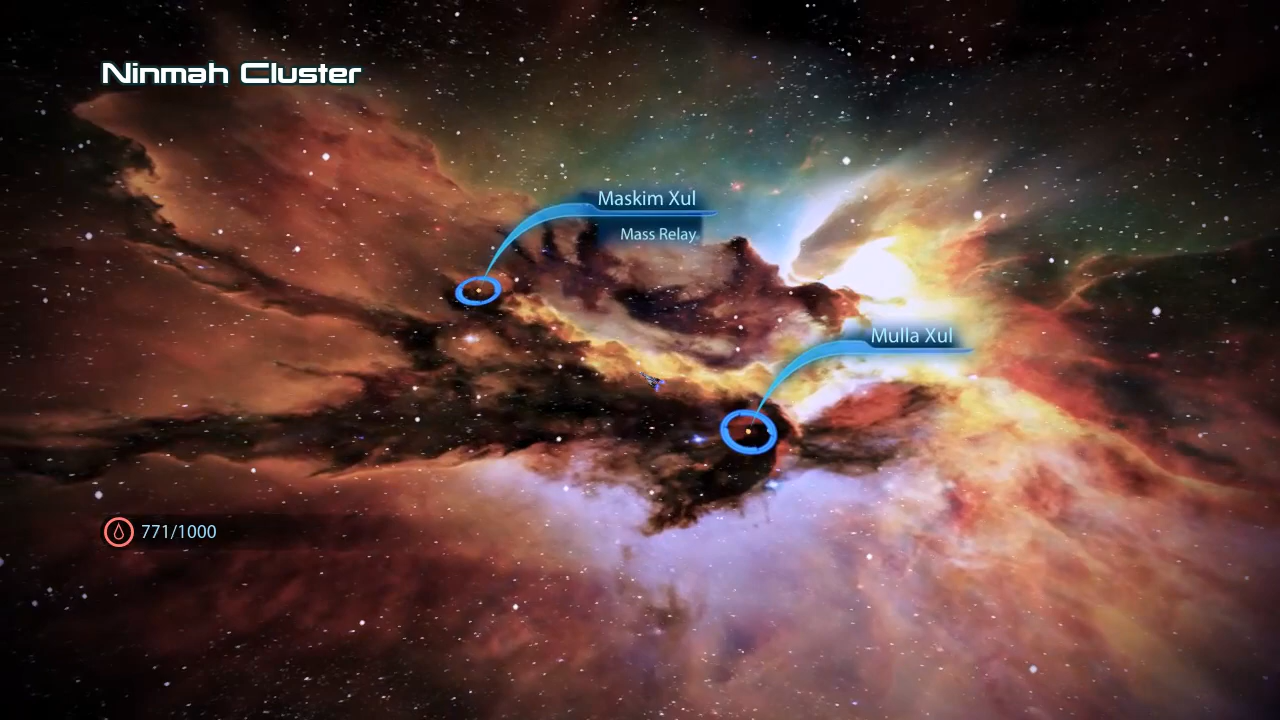 Ninmah Cluster
Maskim Xul
Mass Relay
Mulla Xul
771/1000